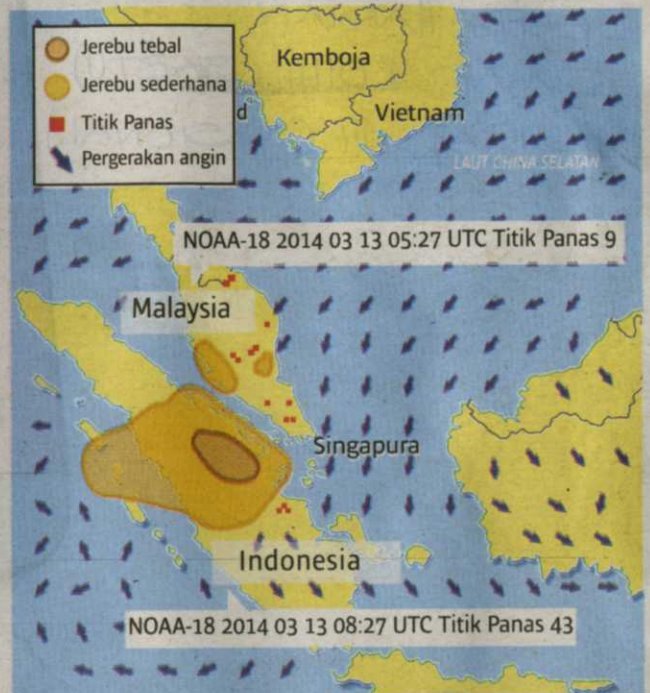 Jerebu tebal
Jerebu sederhana
Titik Panas
Pergerakan angin
Kemboja
d
Vietnam
LAUT CHINA SELATAN
NOAA-18 2014 03 13 05:27 UTC Titik Panas 9
Malaysia
Singapura
Indonesia
NOAA-18 2014 03 13 08:27 UTC Titik Panas 43